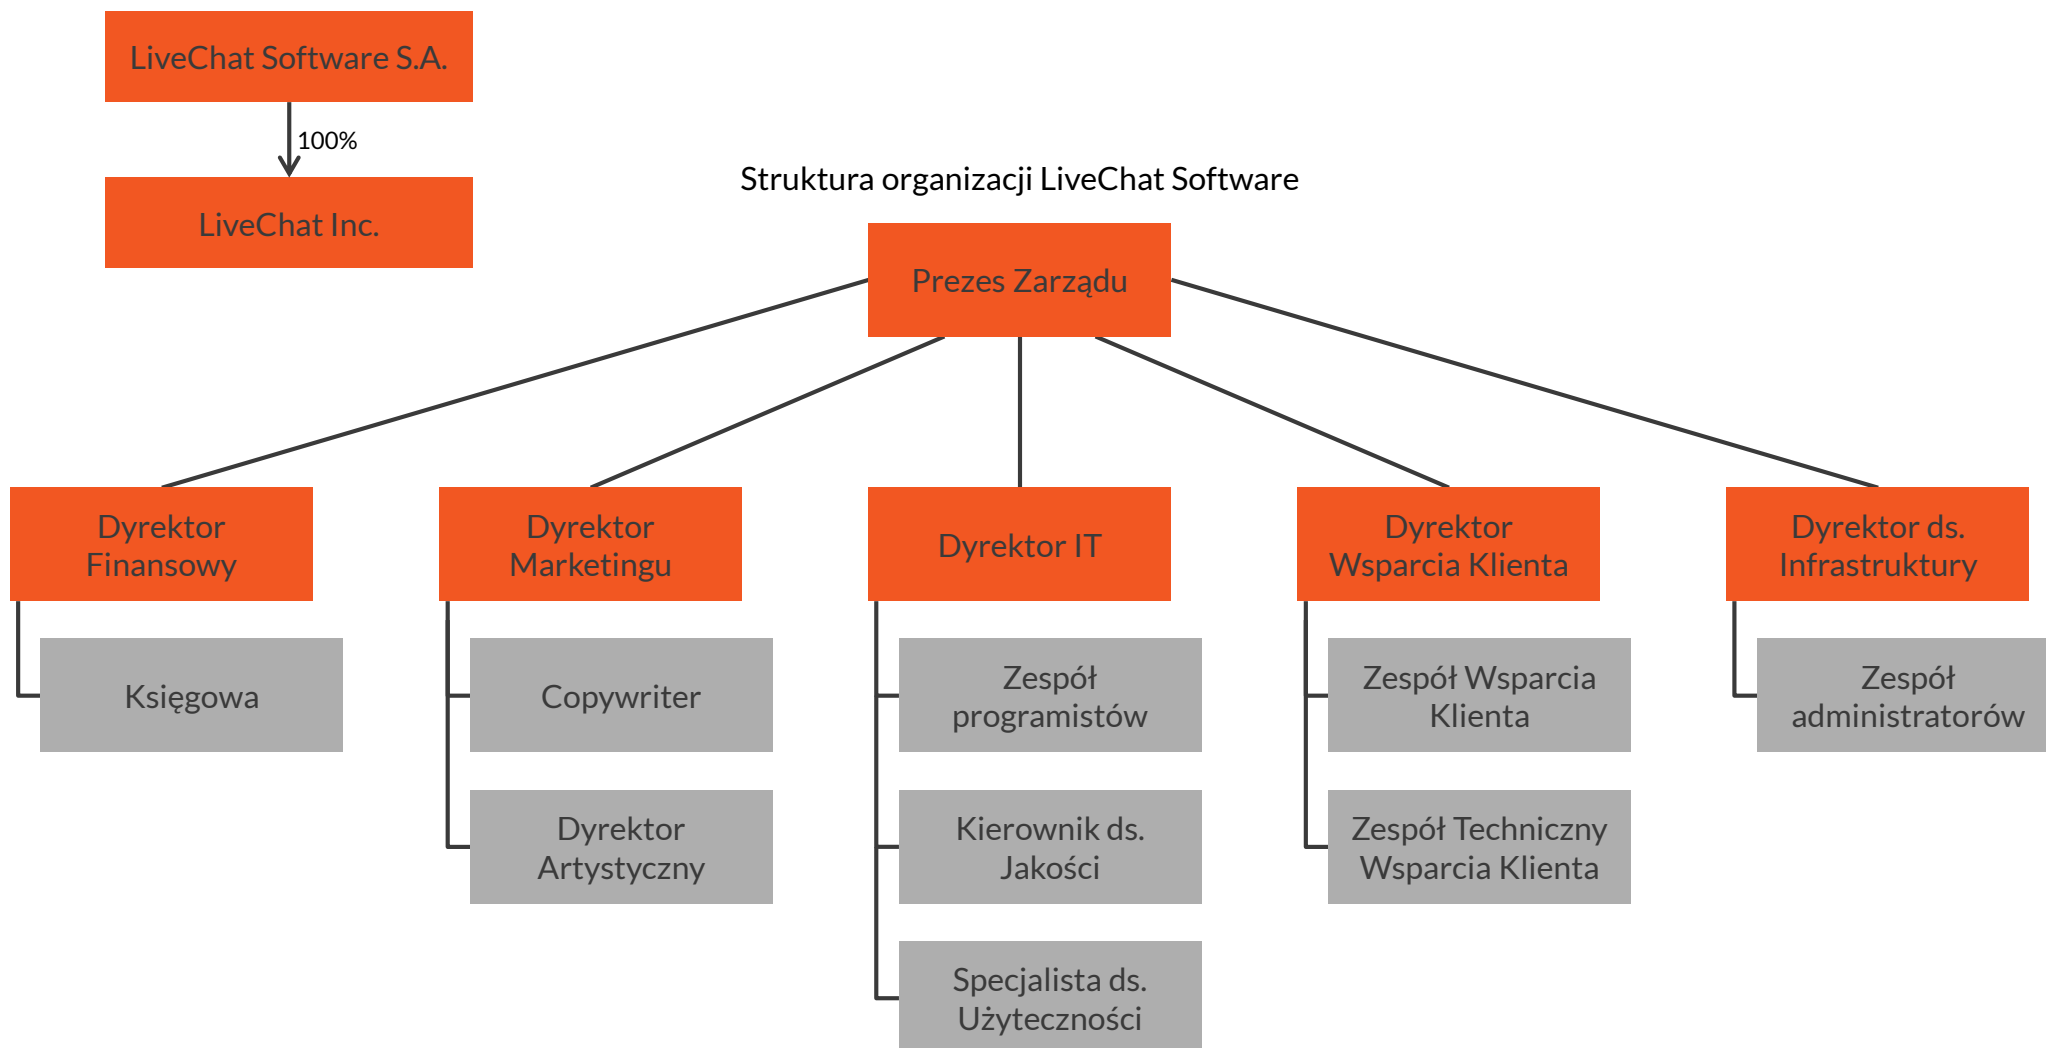 LiveChat Software S.A.
100%
LiveChat Inc.
Struktura organizacji LiveChat Software
Prezes Zarządu
Dyrektor
Finansowy
Dyrektor
Marketingu
Dyrektor IT
Dyrektor
Wsparcia Klienta
Dyrektor ds.
Infrastruktury
Księgowa
Copywriter
Zespół
programistów
Zespół Wsparcia
Klienta
Zespół
administratorów
Dyrektor
Artystyczny
Kierownik ds.
Jakości
Zespół Techniczny
Wsparcia Klienta
Specjalista ds.
Użyteczności